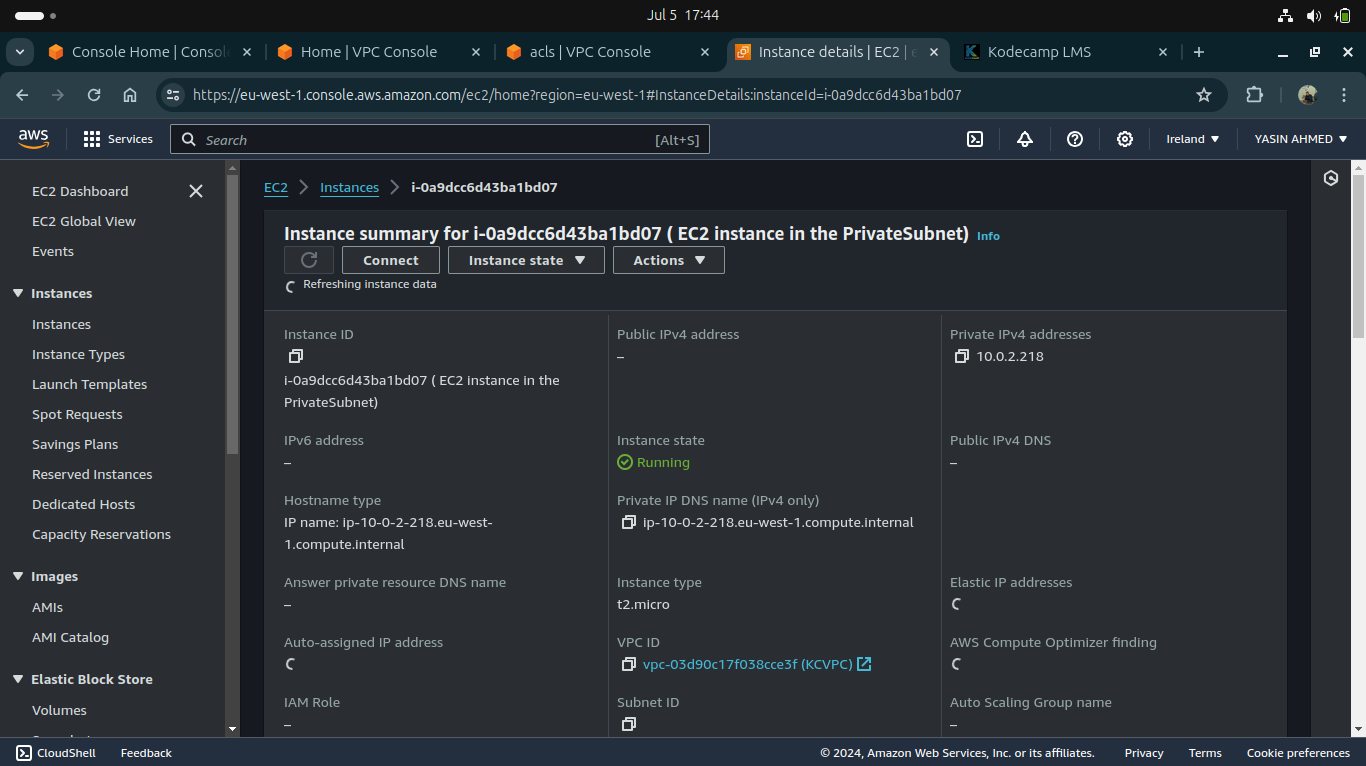 Jul 5 17:44
Console Home | Consol
Home | VPC Console
acls | VPC Console
Instance details | EC2 |
Kodecamp LMS
https://eu-west-1.console.aws.amazon.com/ec2/home?region=eu-west-1#InstanceDetails:instanceId=i-0a9dcc6d43ba1bd07
aws
Services
Search
[Alt+S]
Ireland
YASIN AHMED
EC2 Dashboard
EC2 Global View
Events
Instances
Instances
Instance Types
Launch Templates
Spot Requests
Savings Plans
Reserved Instances
Dedicated Hosts
Capacity Reservations
Images
AMIs
AMI Catalog
Elastic Block Store
Volumes
EC2
Instances
i-0a9dcc6d43ba1bd07
Instance summary for i-0a9dcc6d43ba1bd07 ( EC2 instance in the PrivateSubnet) Info
Connect
Instance state
Actions
Refreshing instance data
Instance ID
i-0a9dcc6d43ba1bd07 ( EC2 instance in the
PrivateSubnet)
Public IPv4 address
–
Private IPv4 addresses
10.0.2.218
IPv6 address
–
Instance state
Running
Public IPv4 DNS
–
Hostname type
IP name: ip-10-0-2-218.eu-west-
1.compute.internal
Private IP DNS name (IPv4 only)
ip-10-0-2-218.eu-west-1.compute.internal
Answer private resource DNS name
–
Instance type
t2.micro
Elastic IP addresses
Auto-assigned IP address
VPC ID
vpc-03d90c17f038cce3f (KCVPC)
AWS Compute Optimizer finding
IAM Role
–
Subnet ID
Auto Scaling Group name
–
CloudShell
Feedback
© 2024, Amazon Web Services, Inc. or its affiliates.
Privacy
Terms
Cookie preferences